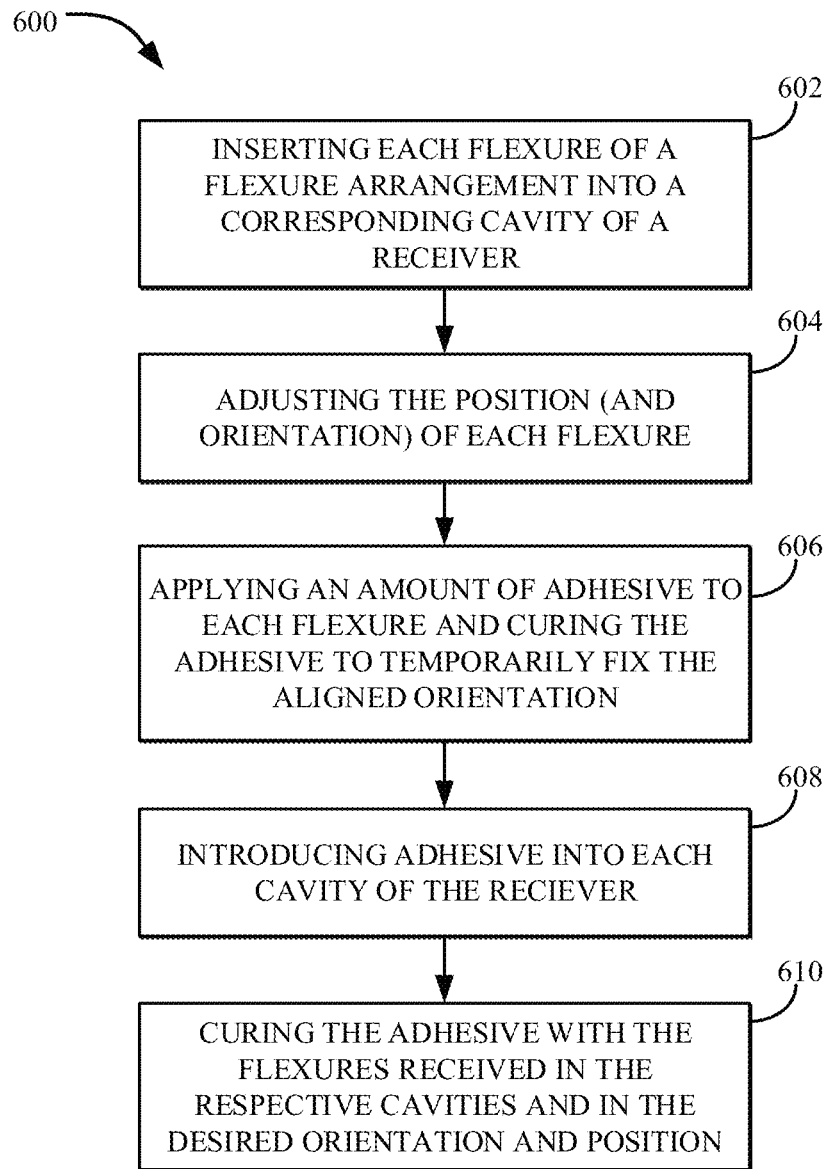 600
602
INSERTING EACH FLEXURE OF A
FLEXURE ARRANGEMENT INTO A
CORRESPONDING CAVITY OF A
RECEIVER
604
ADJUSTING THE POSITION (AND
ORIENTATION) OF EACH FLEXURE
606
APPLYING AN AMOUNT OF ADHESIVE TO
EACH FLEXURE AND CURING THE
ADHESIVE TO TEMPORARILY FIX THE
ALIGNED ORIENTATION
608
INTRODUCING ADHESIVE INTO EACH
CAVITY OF THE RECIEVER
610
CURING THE ADHESIVE WITH THE
FLEXURES RECEIVED IN THE
RESPECTIVE CAVITIES AND IN THE
DESIRED ORIENTATION AND POSITION